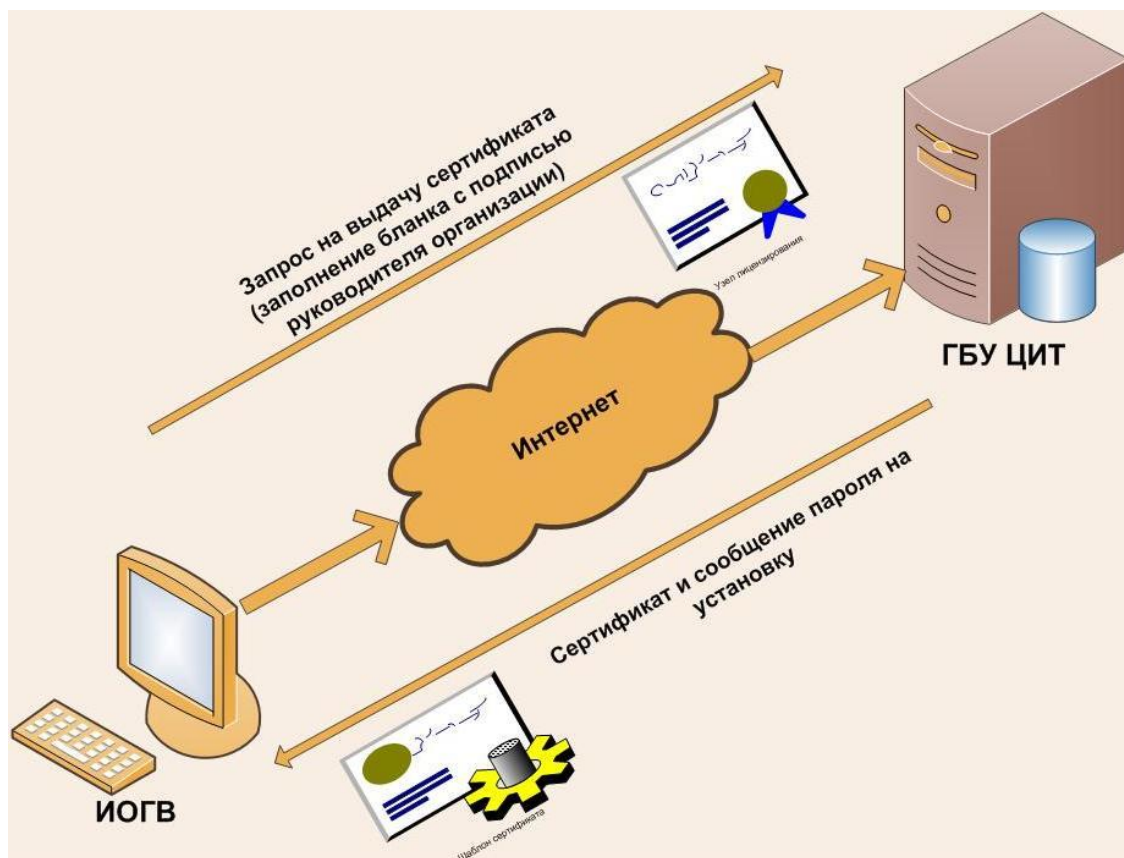 Запрос на выдачу сертификата
(заполнение бланка с подписью
руководителя организации)
Узел лицензирования
ГБУ ЦИТ
Интернет
Сертификат и сообщение пароля на
установку
ИОГВ
Шаблон сертификата